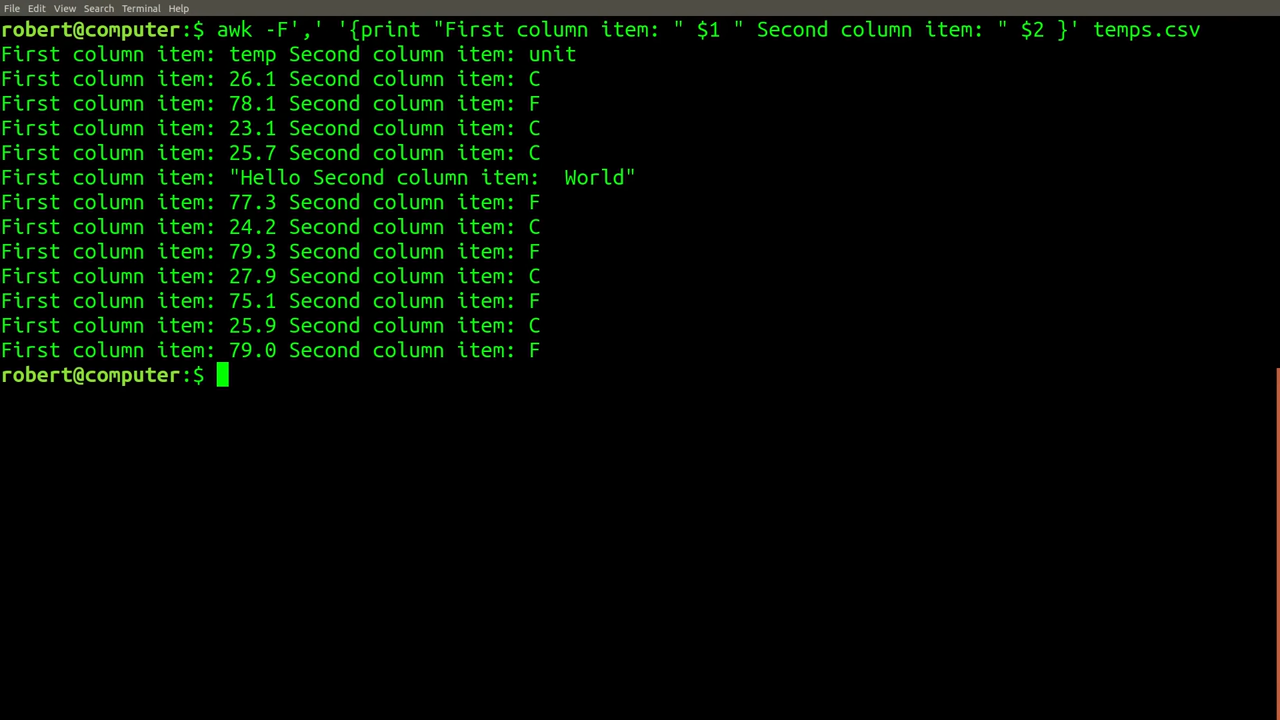 File Edit View Search Terminal Help
robert@computer:$ awk -F',' '{print "First column item: " $1 " Second column item: " $2 }' temps.csv
First column item: temp Second column item: unit
First column item: 26.1 Second column item: C
First column item: 78.1 Second column item: F
First column item: 23.1 Second column item: C
First column item: 25.7 Second column item: C
First column item: "Hello Second column item:  World"
First column item: 77.3 Second column item: F
First column item: 24.2 Second column item: C
First column item: 79.3 Second column item: F
First column item: 27.9 Second column item: C
First column item: 75.1 Second column item: F
First column item: 25.9 Second column item: C
First column item: 79.0 Second column item: F
robert@computer:$